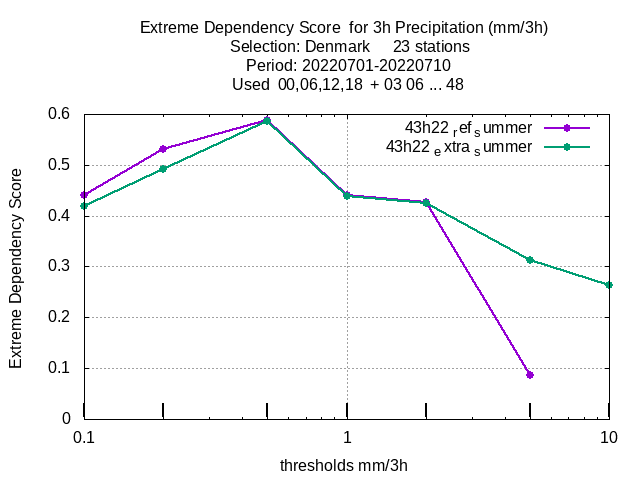 Extreme Dependency Score  for 3h Precipitation (mm/3h)
Selection: Denmark     23 stations
Period: 20220701-20220710
Used  00,06,12,18  + 03 06 ... 48
43h22 ref summer
43h22 extra summer
0.6
0.5
0.4
0.3
0.2
0.1
0
Extreme Dependency Score
0.1
1
10
thresholds mm/3h